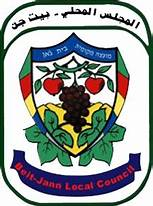 المجلس المحلي - بيت جن
מועצה מקומית בית ג'אן
Beit-Jann Local Council